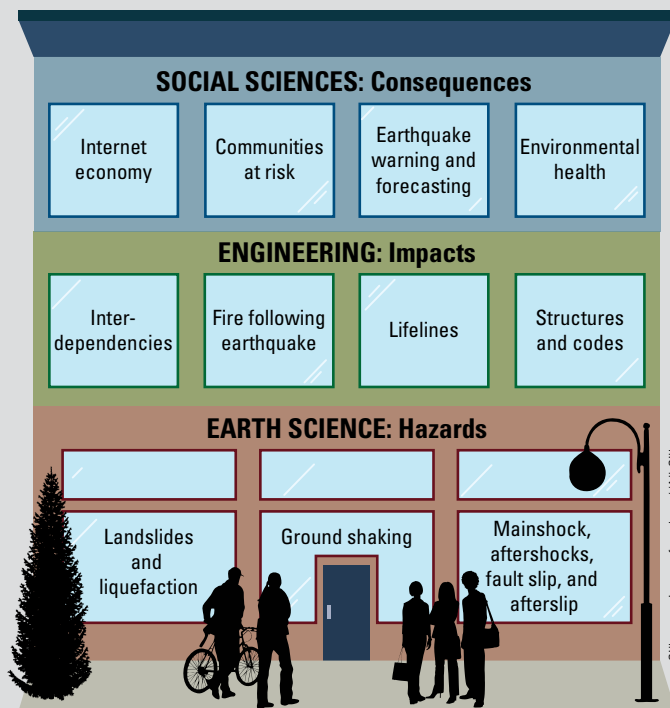 SOCIAL SCIENCES: Consequences
Internet
economy
Communities
at risk
Earthquake
warning and
forecasting
Environmental
health
ENGINEERING: Impacts
Inter-
dependencies
Fire following
earthquake
Lifelines
Structures
and codes
EARTH SCIENCE: Hazards
Landslides
and
liquefaction
Ground shaking
Mainshock,
aftershocks,
fault slip, and
afterslip